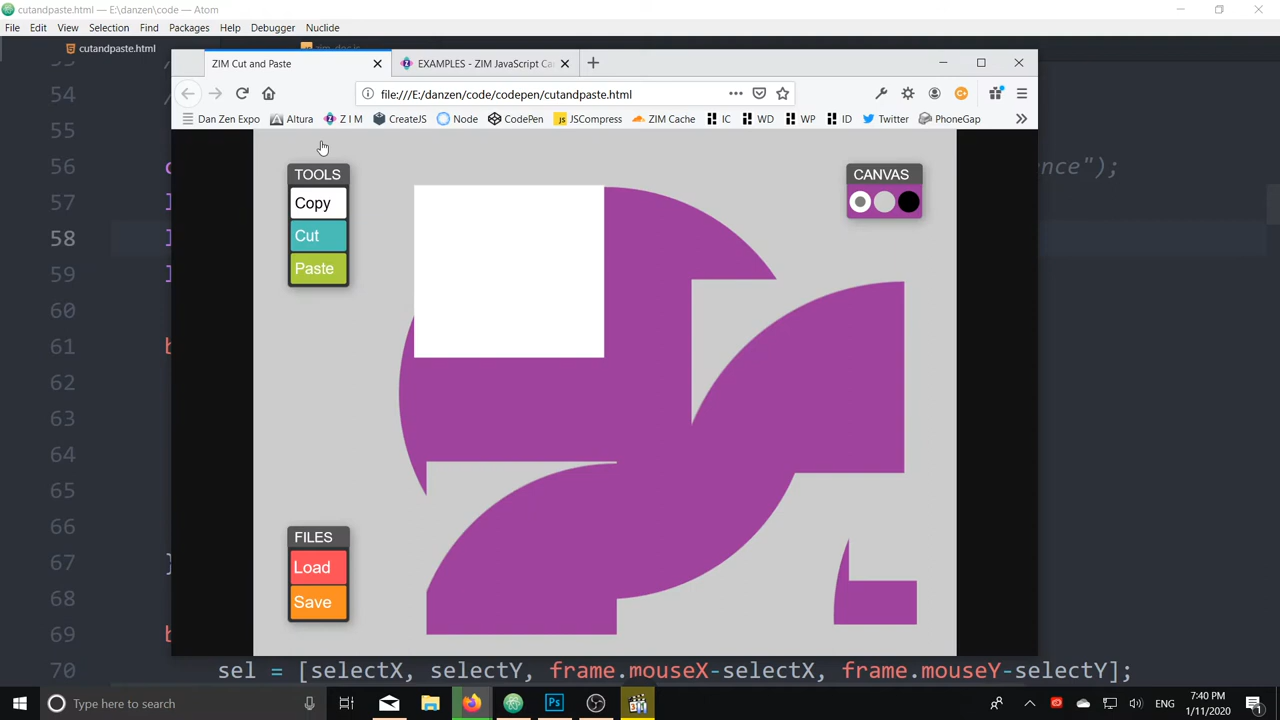 cutandpaste.html — E:\danzen\code — Atom
File Edit View Selection Find Packages Help Debugger Nuclide
cutandpaste.html zim_doc.js
ZIM Cut and Paste
EXAMPLES - ZIM JavaScript Ca
file:///E:/danzen/code/codepen/cutandpaste.html
Dan Zen Expo Altura Z I M CreateJS Node CodePen JSCompress ZIM Cache IC WD WP ID Twitter PhoneGap
TOOLS
Copy
Cut
Paste
CANVAS
FILES
Load
Save
53
54
55
56 ence");
57
58
59
60
61
62
63
64
65
66
67
68
69
70 sel = [selectX, selectY, frame.mouseX-selectX, frame.mouseY-selectY];
Type here to search
ENG
7:40 PM
1/11/2020